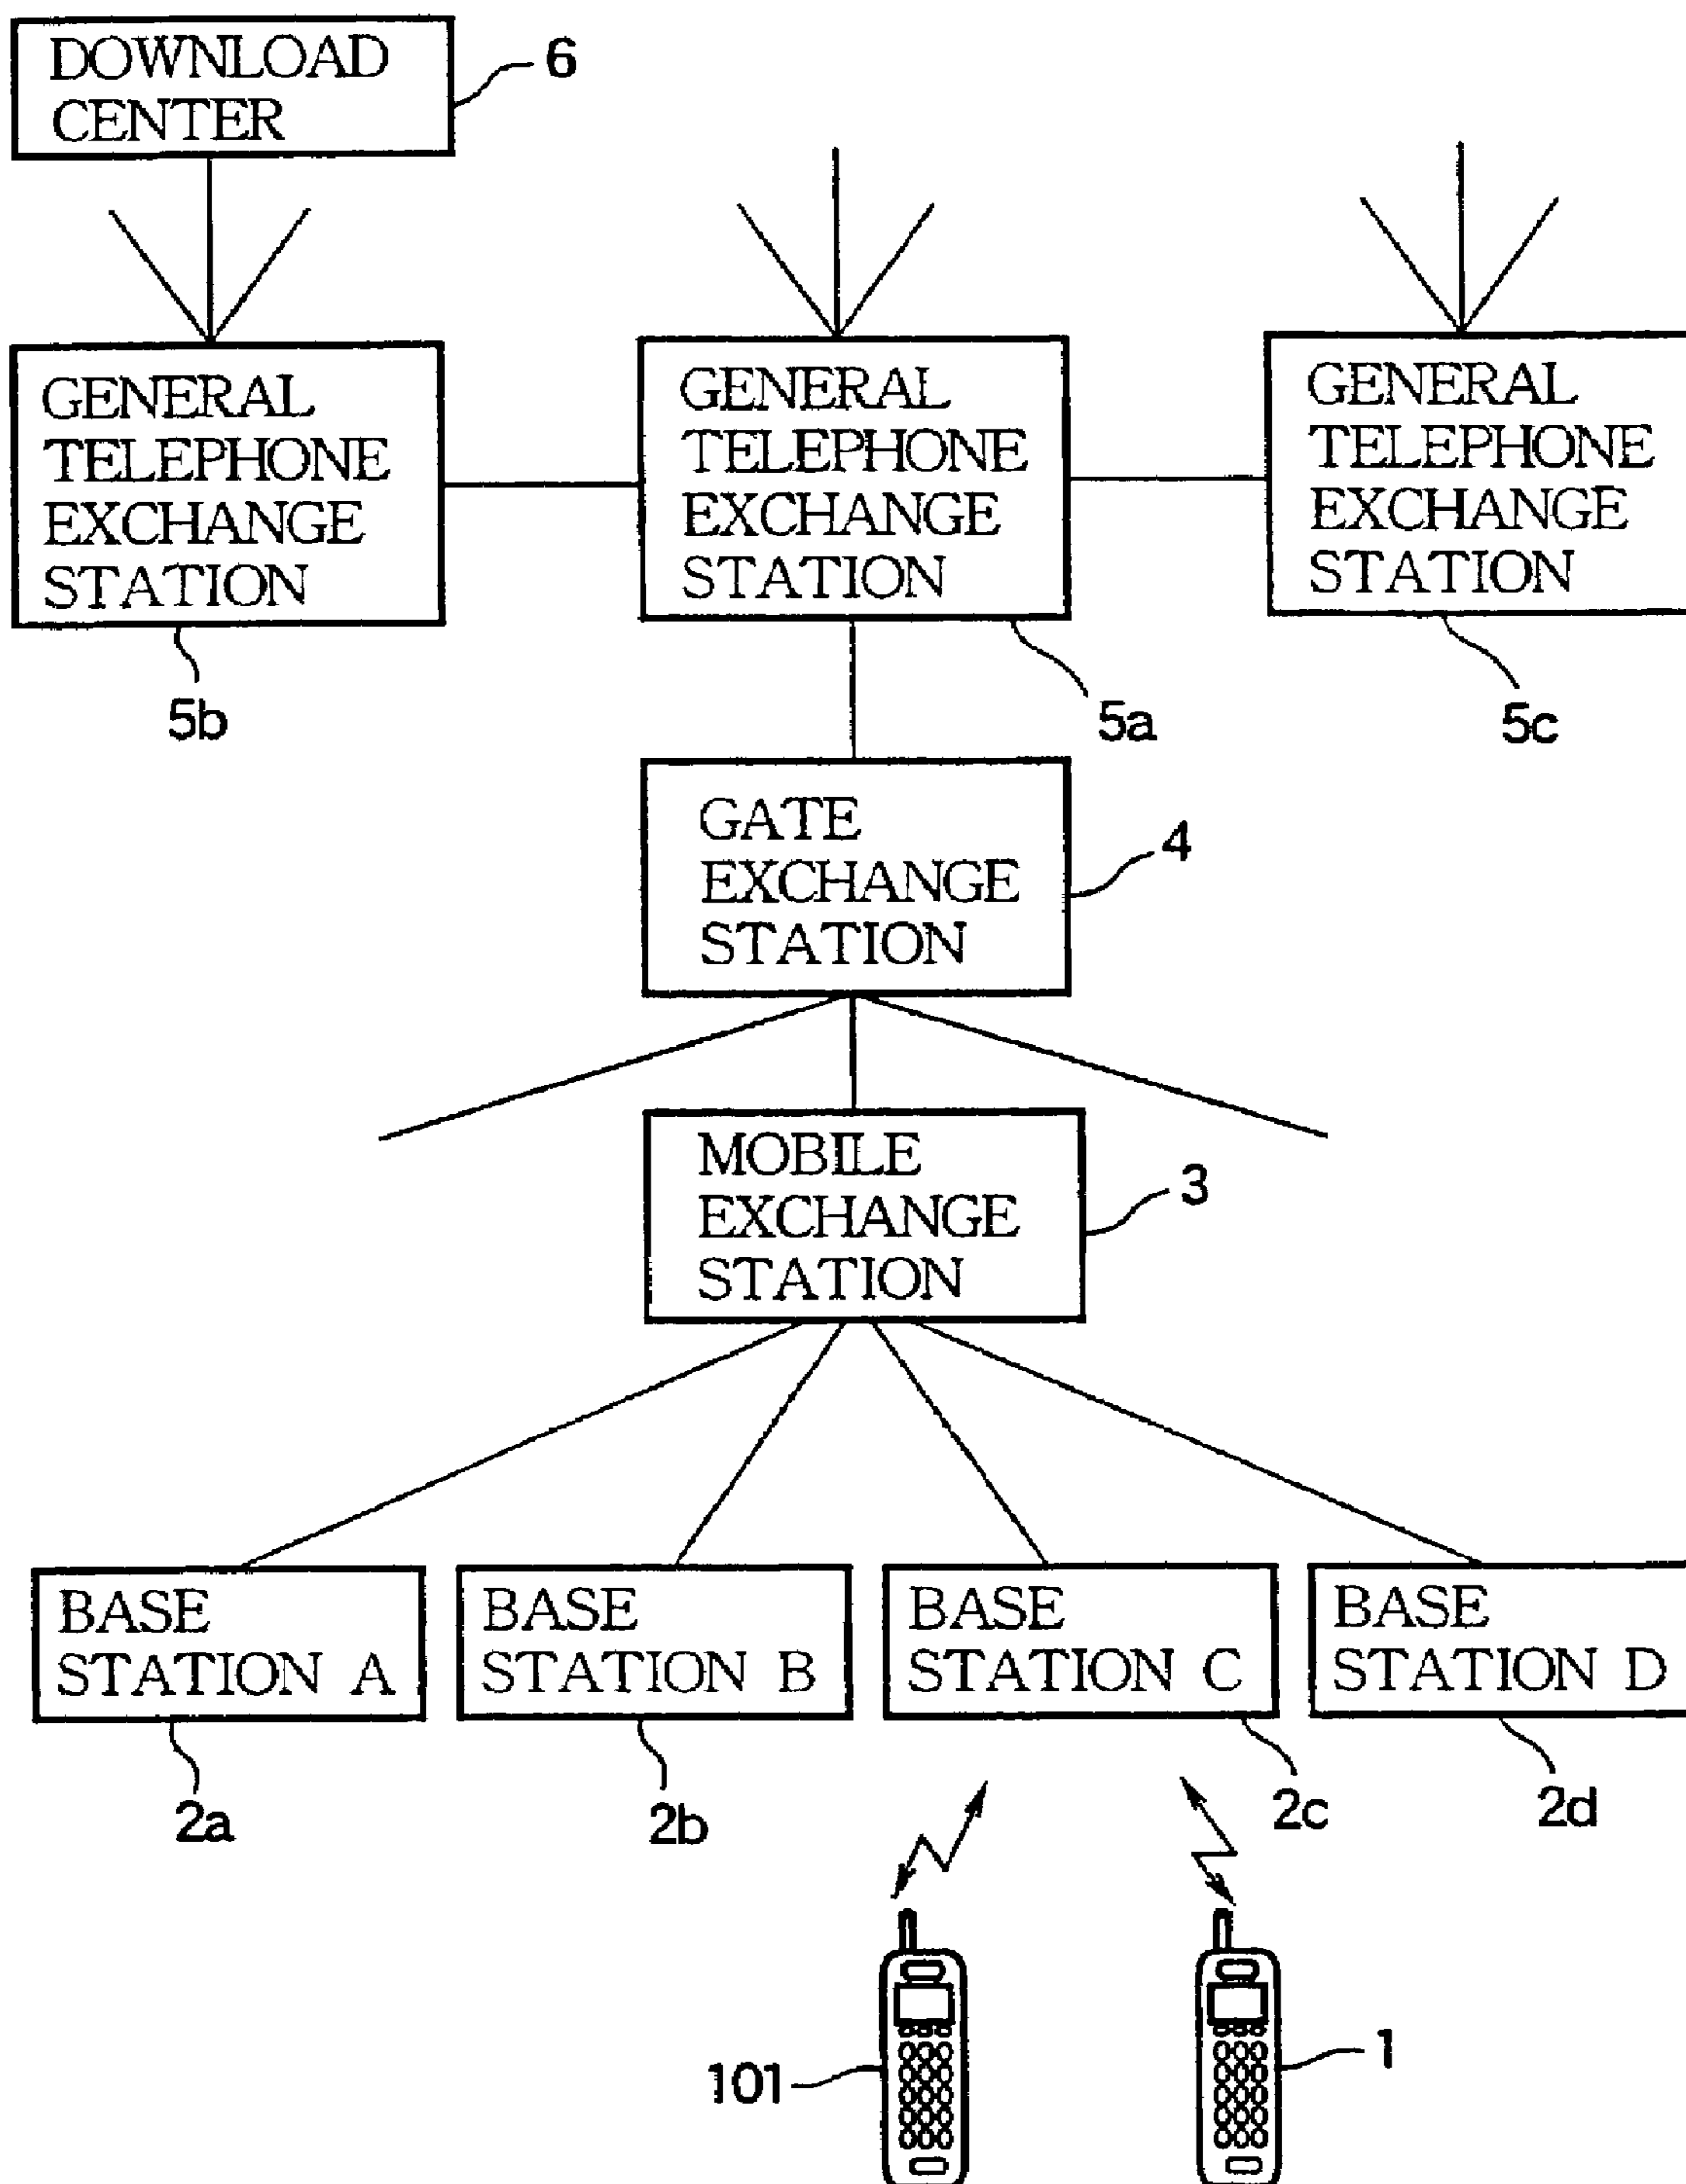 DOWNLOAD
CENTER
6
GENERAL
TELEPHONE
EXCHANGE
STATION
5b
GENERAL
TELEPHONE
EXCHANGE
STATION
5a
GENERAL
TELEPHONE
EXCHANGE
STATION
5c
GATE
EXCHANGE
STATION
4
MOBILE
EXCHANGE
STATION
3
BASE
STATION A
2a
BASE
STATION B
2b
BASE
STATION C
2c
BASE
STATION D
2d
101
1